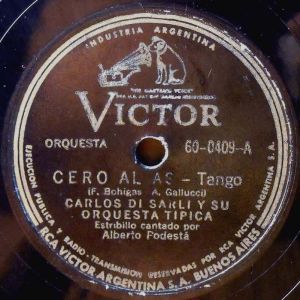 INDUSTRIA ARGENTINA
"HIS MASTER'S VOICE"
VICTOR
ORQUESTA 60-0409-A
CERO AL AS - Tango
(F. Bohigas A. Gallucci)
CARLOS DI SARLI Y SU
ORQUESTA TIPICA
Estribillo cantado por
Alberto Podestá
EJECUCION PUBLICA Y RADIO-TRANSMISION RESERVADAS POR RCA VICTOR ARGENTINA S.A.
RCA VICTOR ARGENTINA S.A. BUENOS AIRES